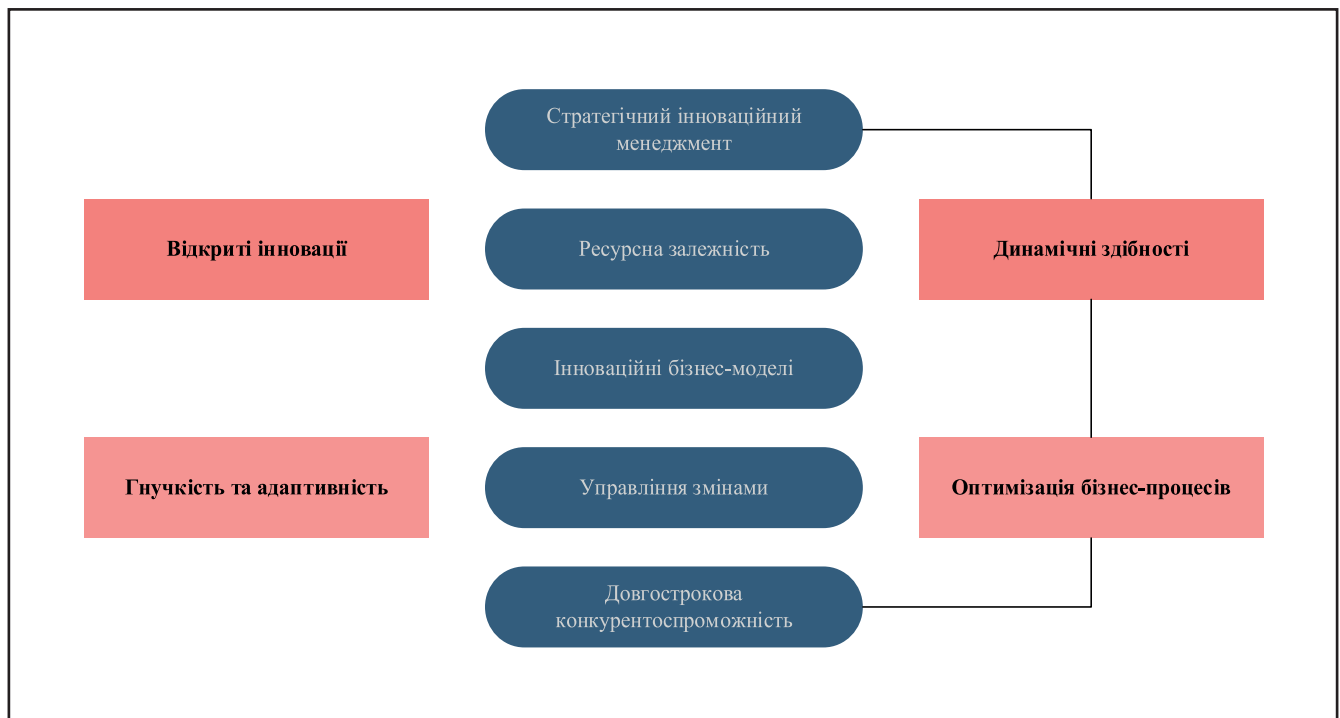 Стратегічний інноваційний
менеджмент
Відкриті інновації
Ресурсна залежність
Динамічні здібності
Інноваційні бізнес-моделі
Гнучкість та адаптивність
Управління змінами
Оптимізація бізнес-процесів
Довгострокова
конкурентоспроможність